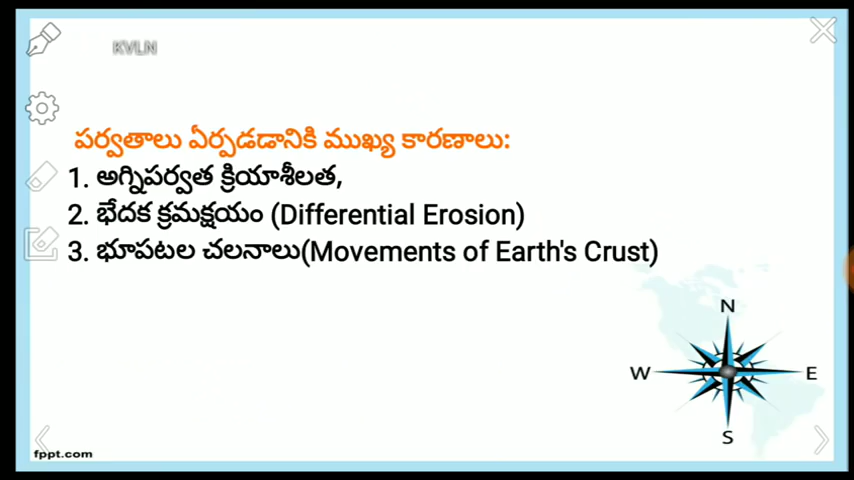 KVLN
పర్వతాలు ఏర్పడడానికి ముఖ్య కారణాలు:
1. అగ్నిపర్వత క్రియాశీలత,
2. భేదక క్రమక్షయం (Differential Erosion)
3. భూపటల చలనాలు(Movements of Earth's Crust)
N
W E
S
fppt.com